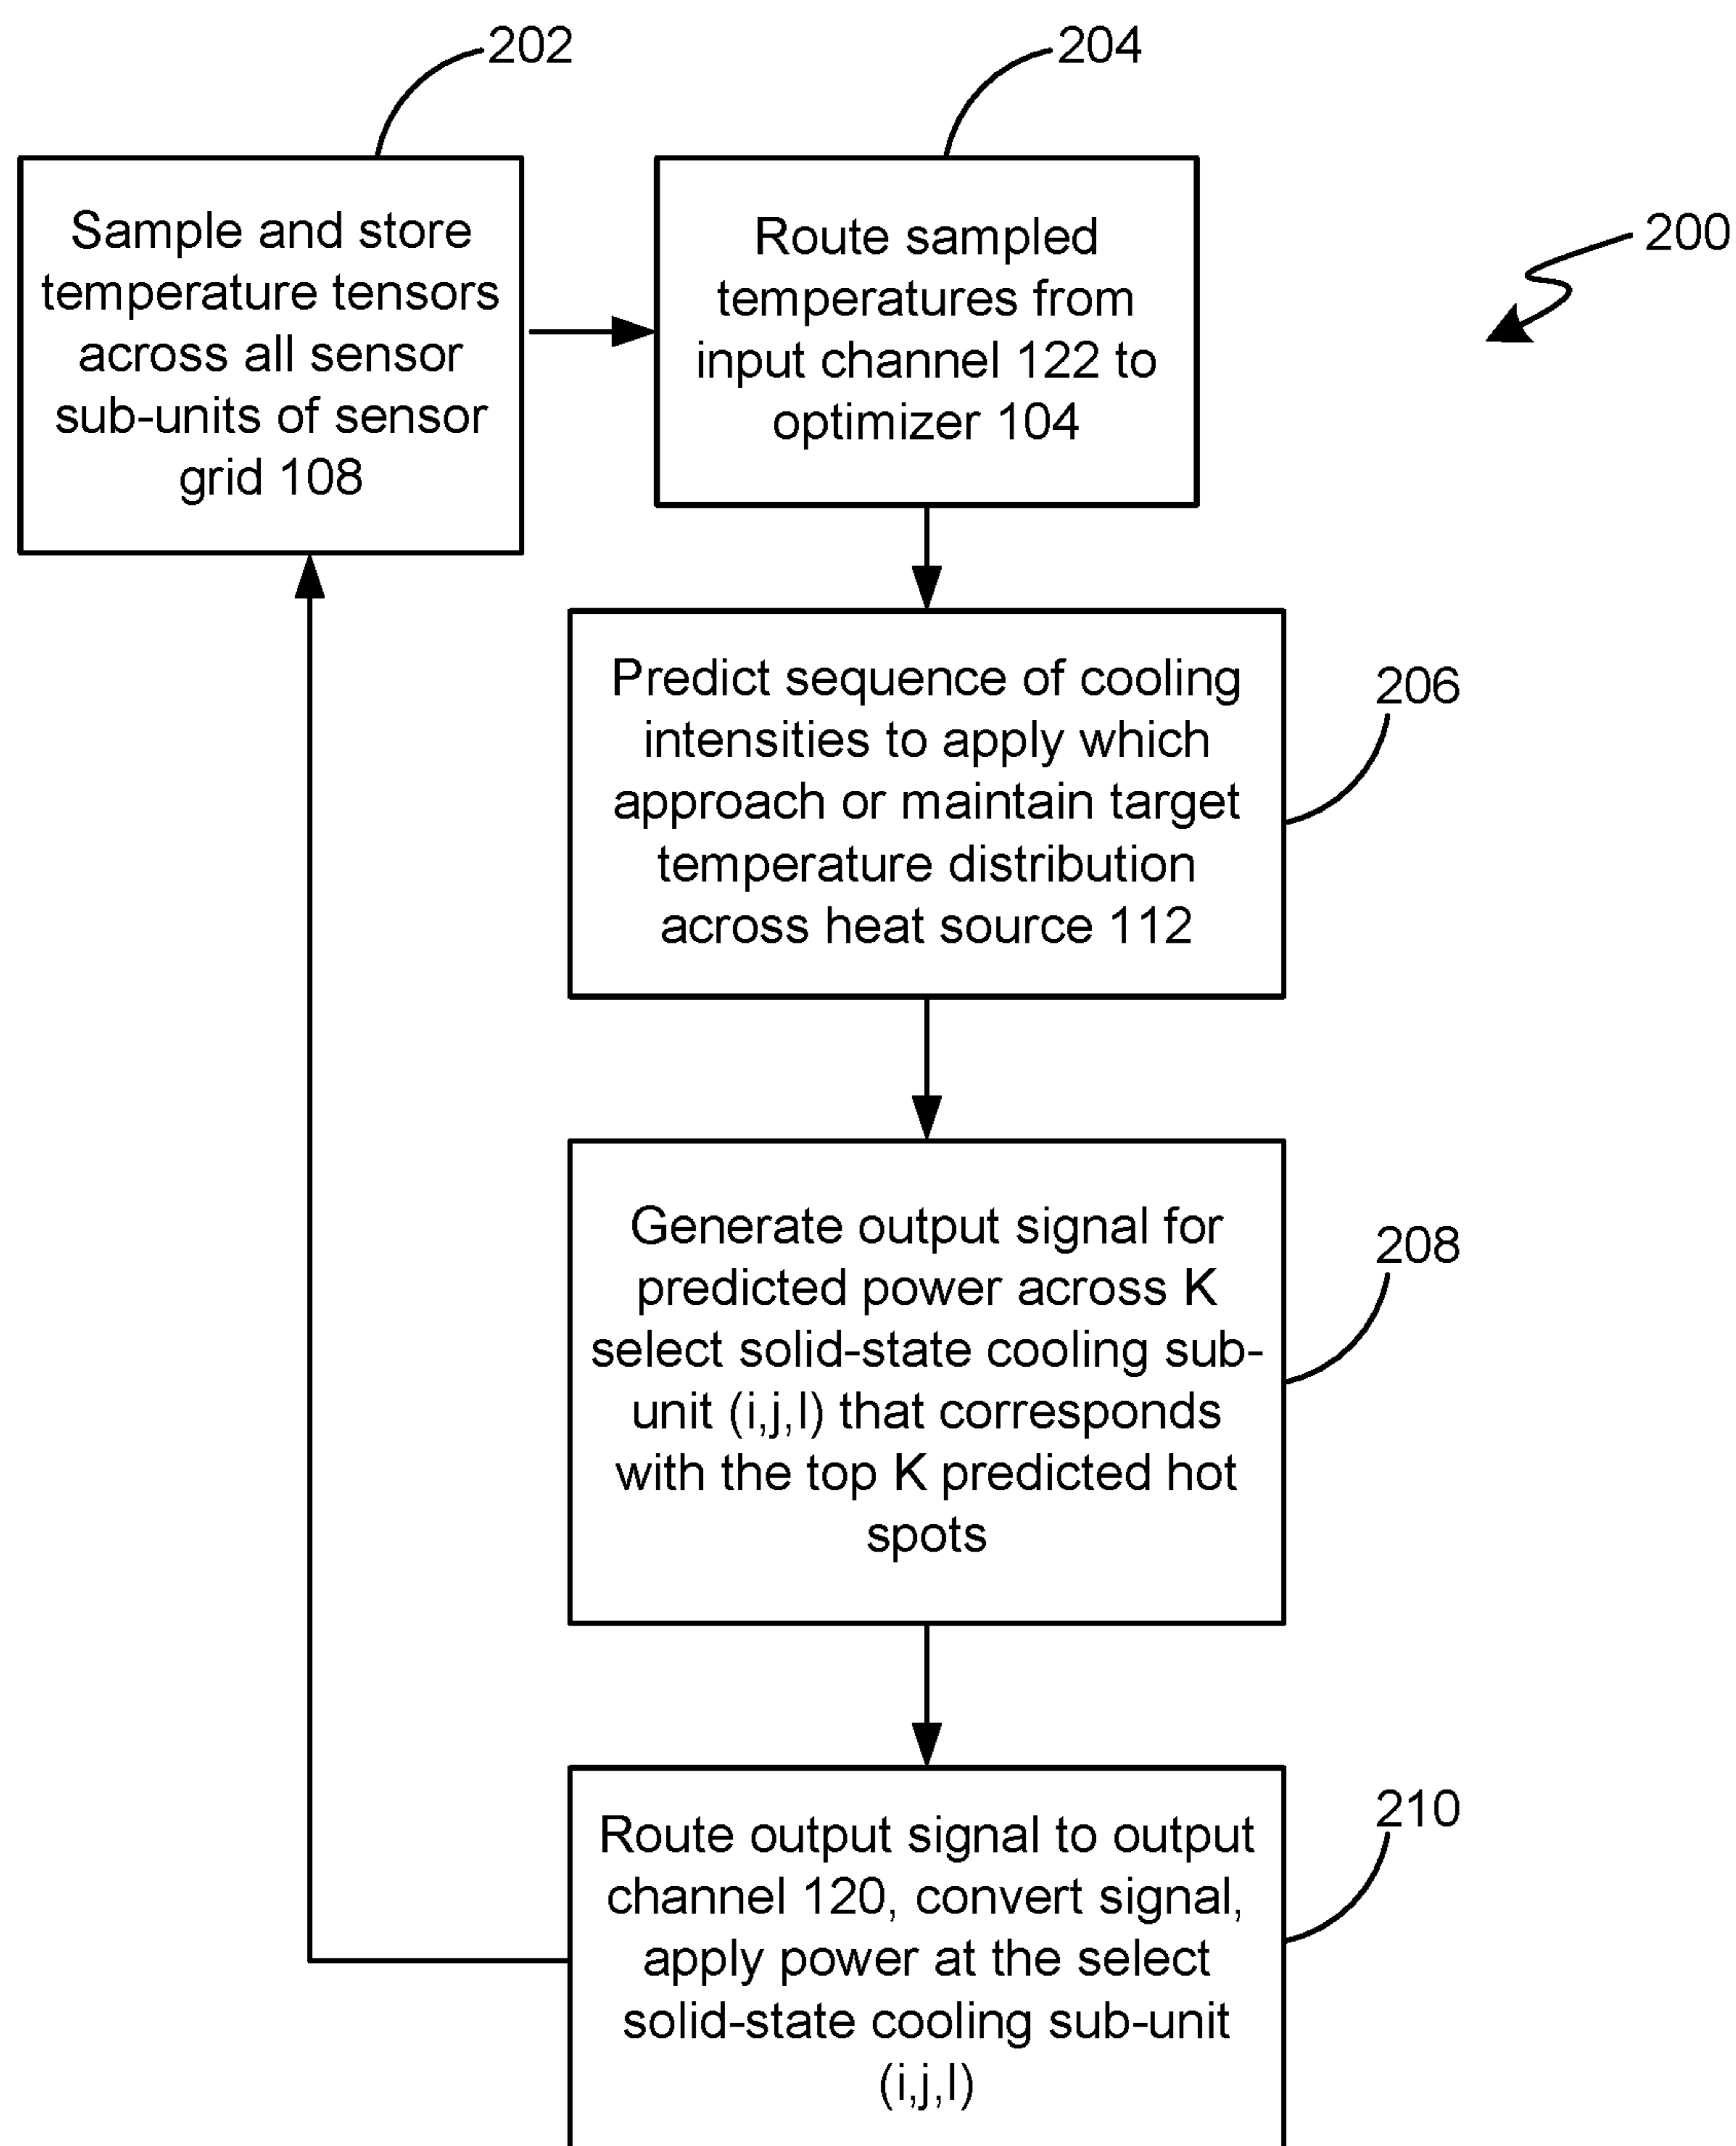 202
204
200
Sample and store
temperature tensors
across all sensor
sub-units of sensor
grid 108
Route sampled
temperatures from
input channel 122 to
optimizer 104
Predict sequence of cooling
intensities to apply which
approach or maintain target
temperature distribution
across heat source 112
206
Generate output signal for
predicted power across K
select solid-state cooling sub-
unit (i,j,l) that corresponds
with the top K predicted hot
spots
208
Route output signal to output
channel 120, convert signal,
apply power at the select
solid-state cooling sub-unit
(i,j,l)
210